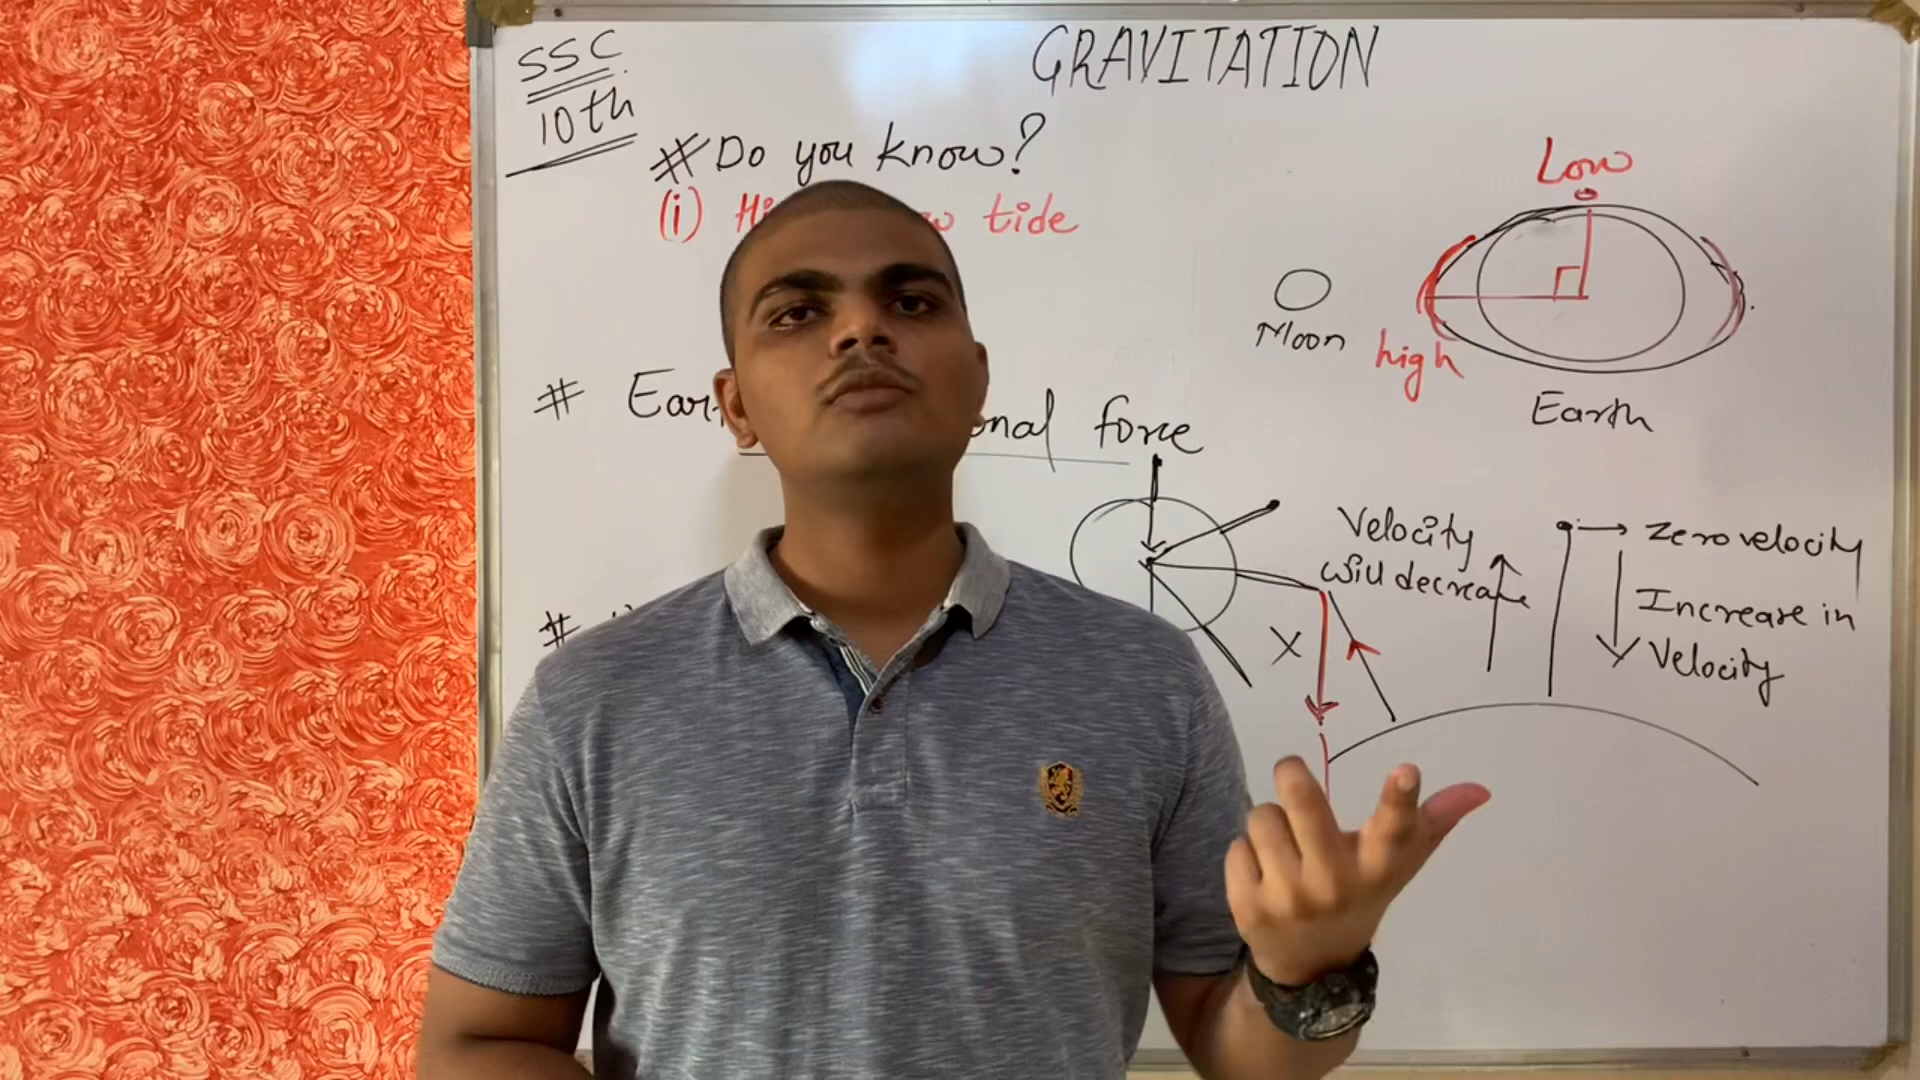 SSC
10th
GRAVITATION
# Do you know?
(i) tide
Low
Moon
high
Earth
# force
Velocity
will decrease
X
Zero velocity
Increase in
Velocity
#